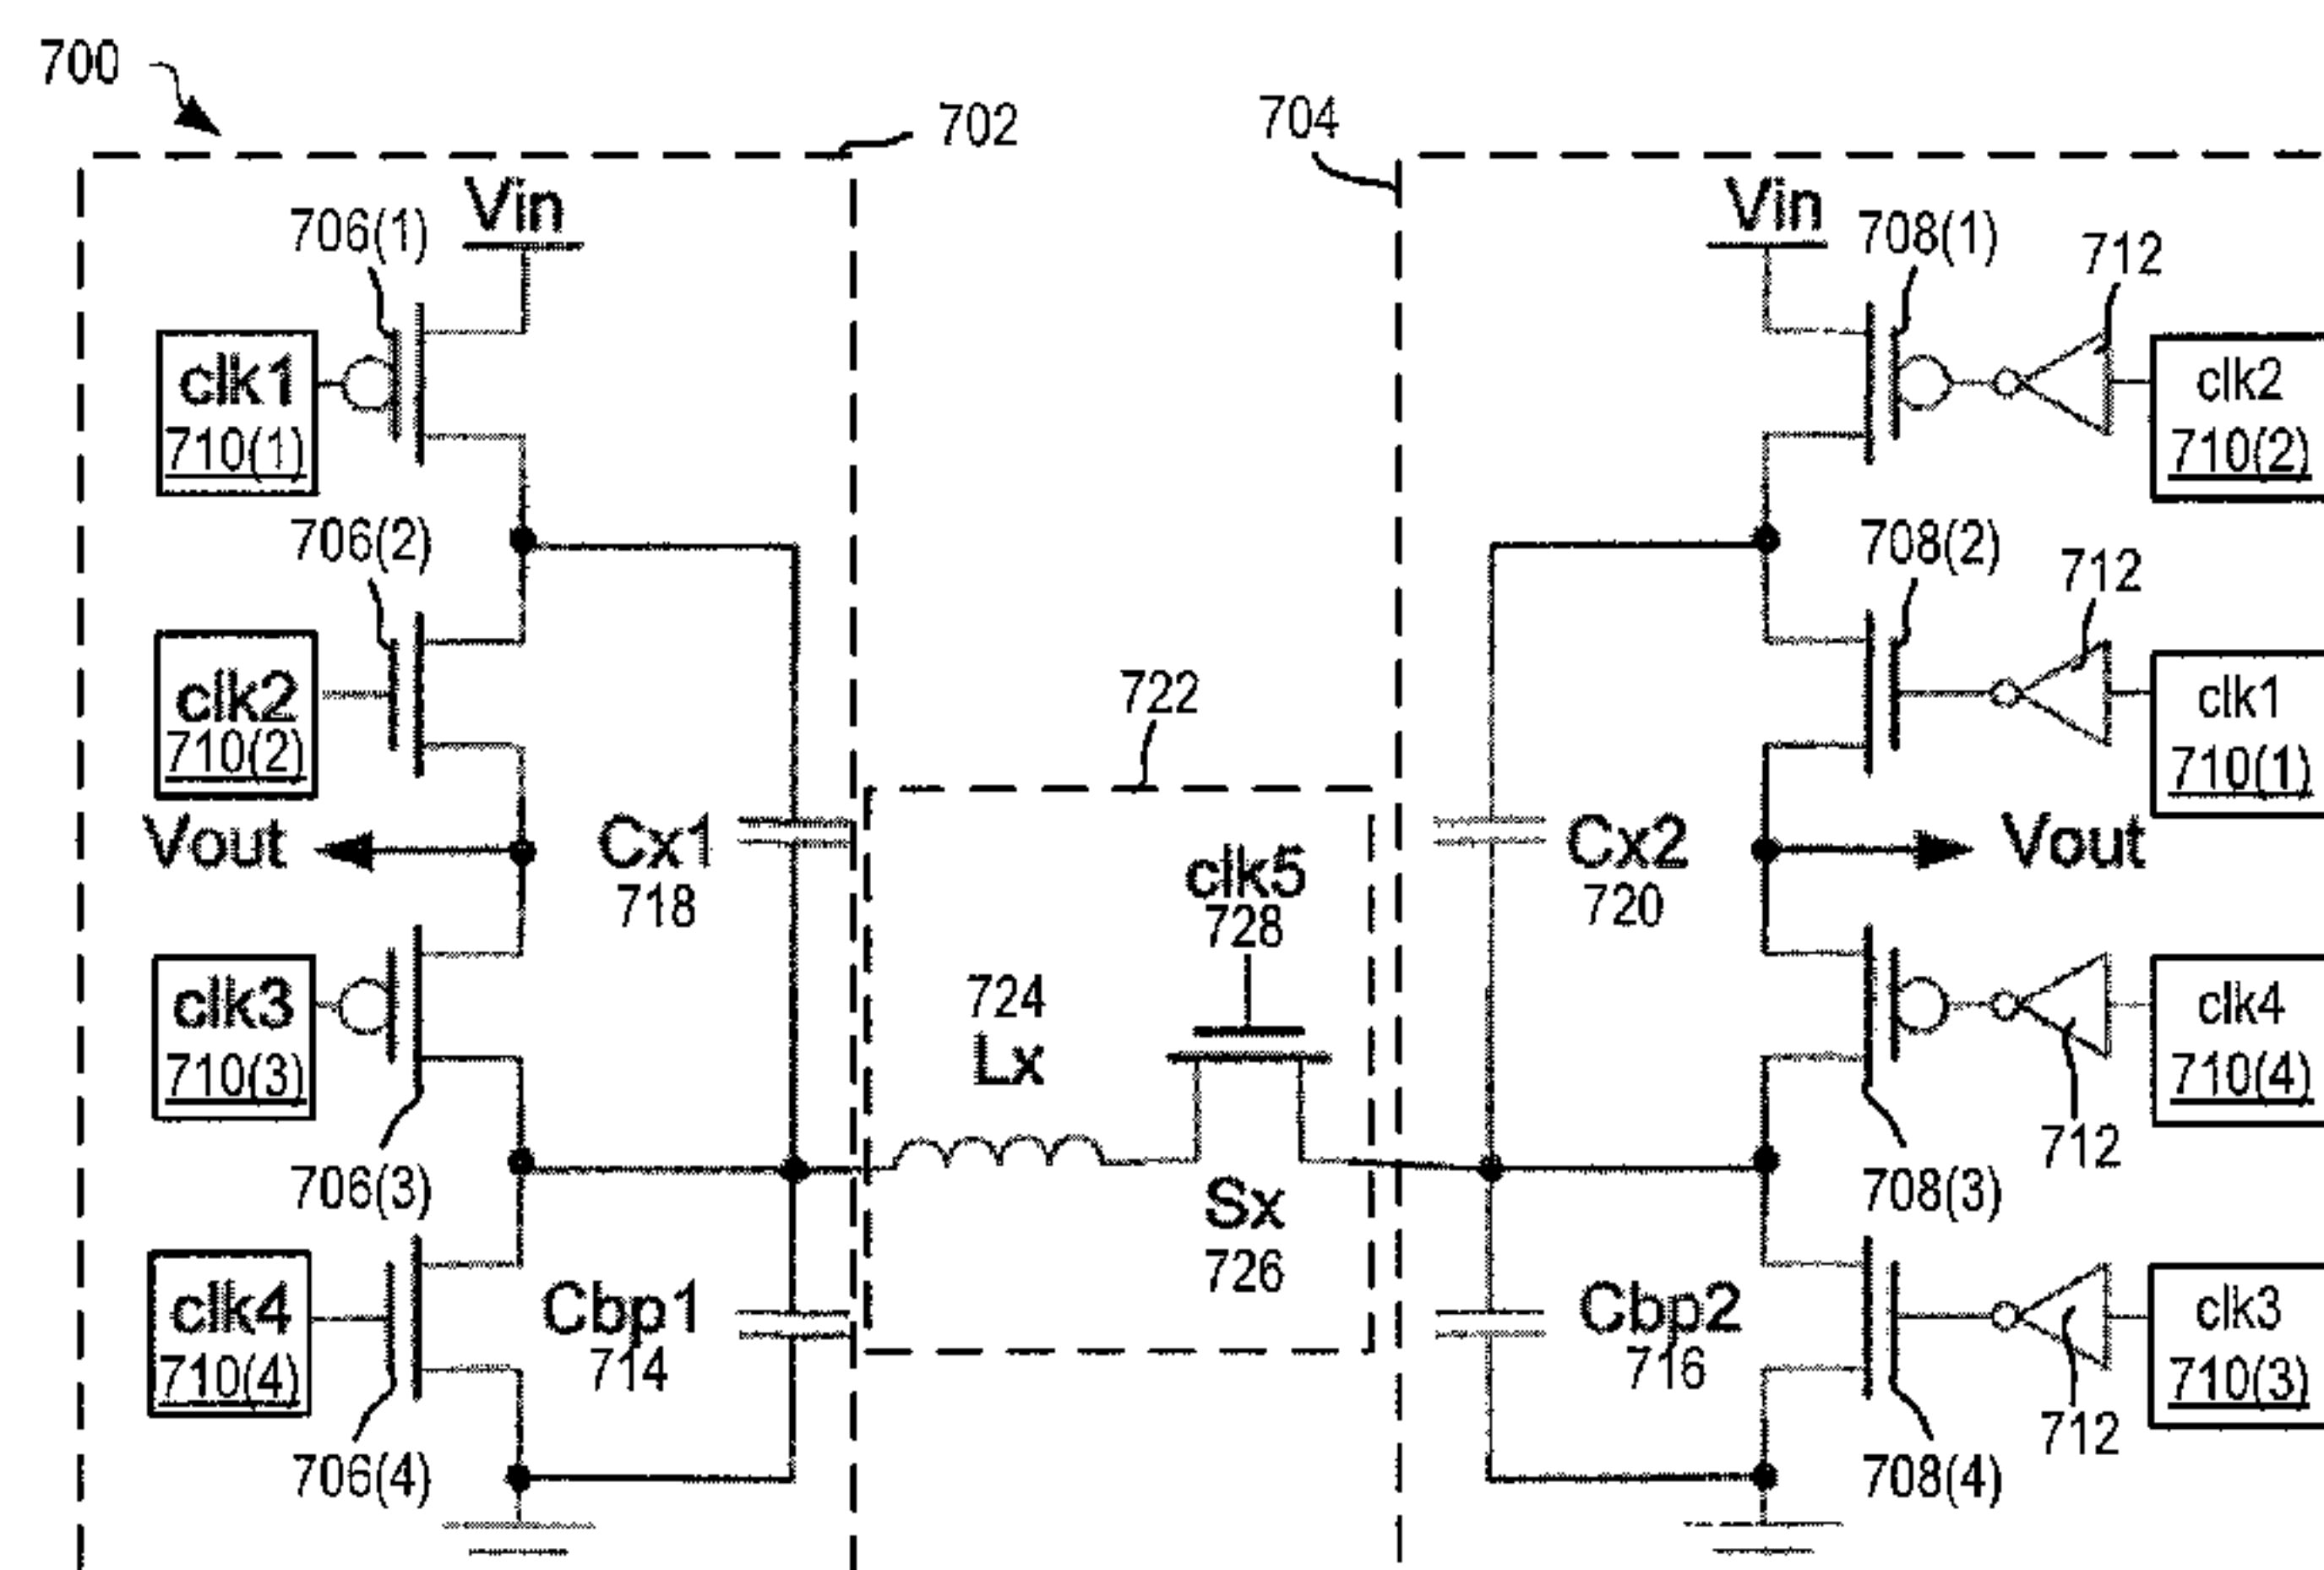 700
702
704
Vin
706(1)
clk1
710(1)
706(2)
clk2
710(2)
Vout
Cx1
718
clk3
710(3)
706(3)
clk4
710(4)
706(4)
Cbp1
714
722
clk5
728
724
Lx
Sx
726
Vin
708(1)
712
clk2
710(2)
708(2)
712
clk1
710(1)
Cx2
720
Vout
clk4
710(4)
712
708(3)
Cbp2
716
clk3
710(3)
712
708(4)